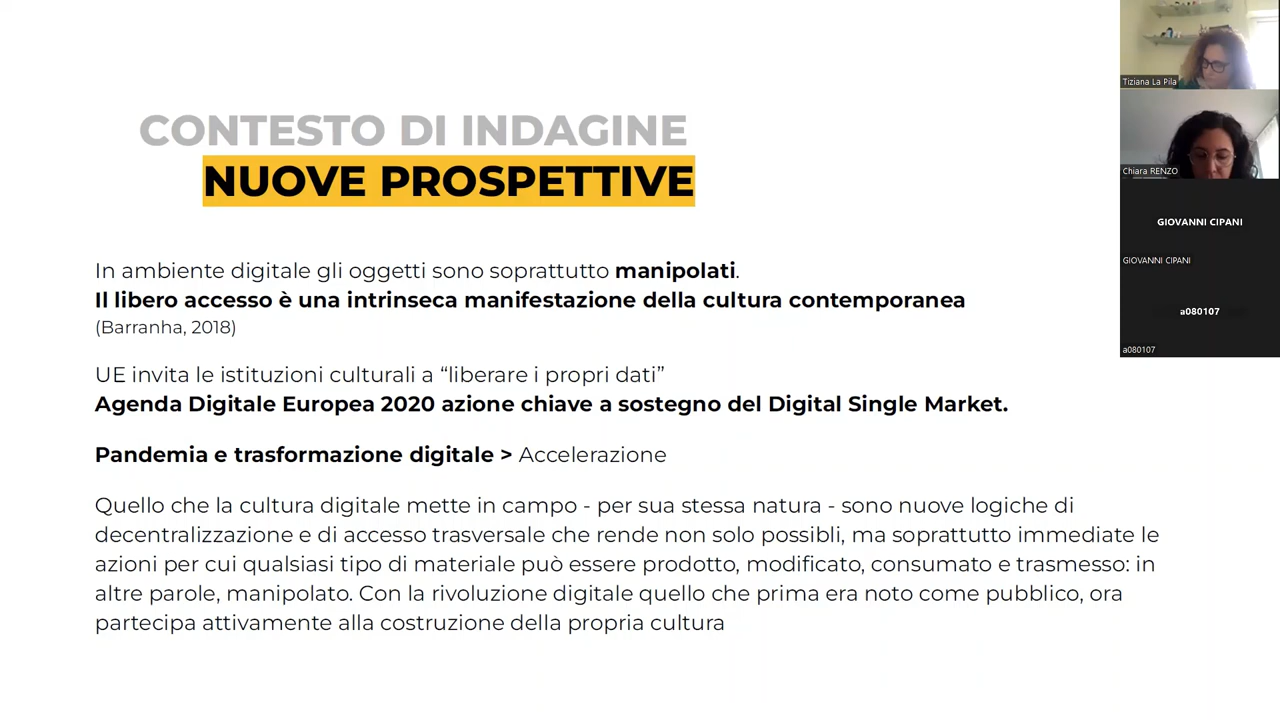 CONTESTO DI INDAGINE
NUOVE PROSPETTIVE
In ambiente digitale gli oggetti sono soprattutto manipolati.
Il libero accesso è una intrinseca manifestazione della cultura contemporanea
(Barranha, 2018)
UE invita le istituzioni culturali a “liberare i propri dati”
Agenda Digitale Europea 2020 azione chiave a sostegno del Digital Single Market.
Pandemia e trasformazione digitale > Accelerazione
Quello che la cultura digitale mette in campo - per sua stessa natura - sono nuove logiche di
decentralizzazione e di accesso trasversale che rende non solo possibli, ma soprattutto immediate le
azioni per cui qualsiasi tipo di materiale può essere prodotto, modificato, consumato e trasmesso: in
altre parole, manipolato. Con la rivoluzione digitale quello che prima era noto come pubblico, ora
partecipa attivamente alla costruzione della propria cultura
Tiziana La Pila
Chiara RENZO
GIOVANNI CIPANI
GIOVANNI CIPANI
a080107
a080107